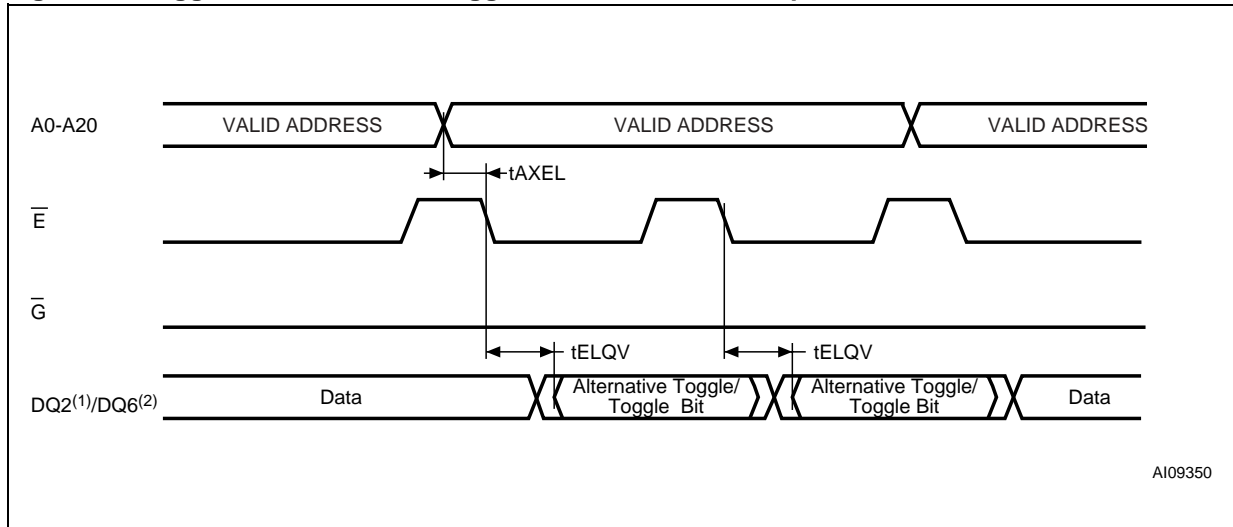 A0-A20 VALID ADDRESS VALID ADDRESS VALID ADDRESS
tAXEL
E
G
tELQV tELQV
DQ2(1)/DQ6(2) Data Alternative Toggle/ Toggle Bit Alternative Toggle/ Toggle Bit Data
AI09350